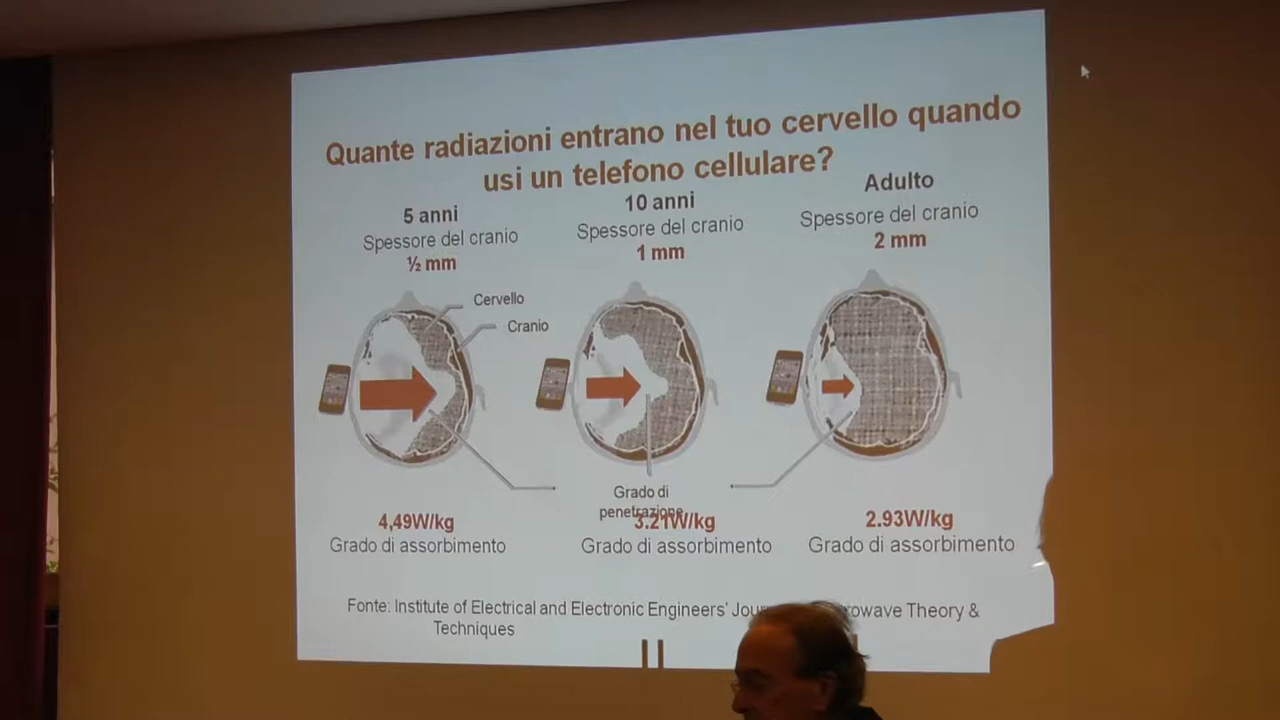 Quante radiazioni entrano nel tuo cervello quando
usi un telefono cellulare?
5 anni
Spessore del cranio
½ mm
10 anni
Spessore del cranio
1 mm
Adulto
Spessore del cranio
2 mm
Cervello
Cranio
Grado di
penetrazione
4,49W/kg
Grado di assorbimento
3.21W/kg
Grado di assorbimento
2.93W/kg
Grado di assorbimento
Fonte: Institute of Electrical and Electronic Engineers' Theory &
Techniques